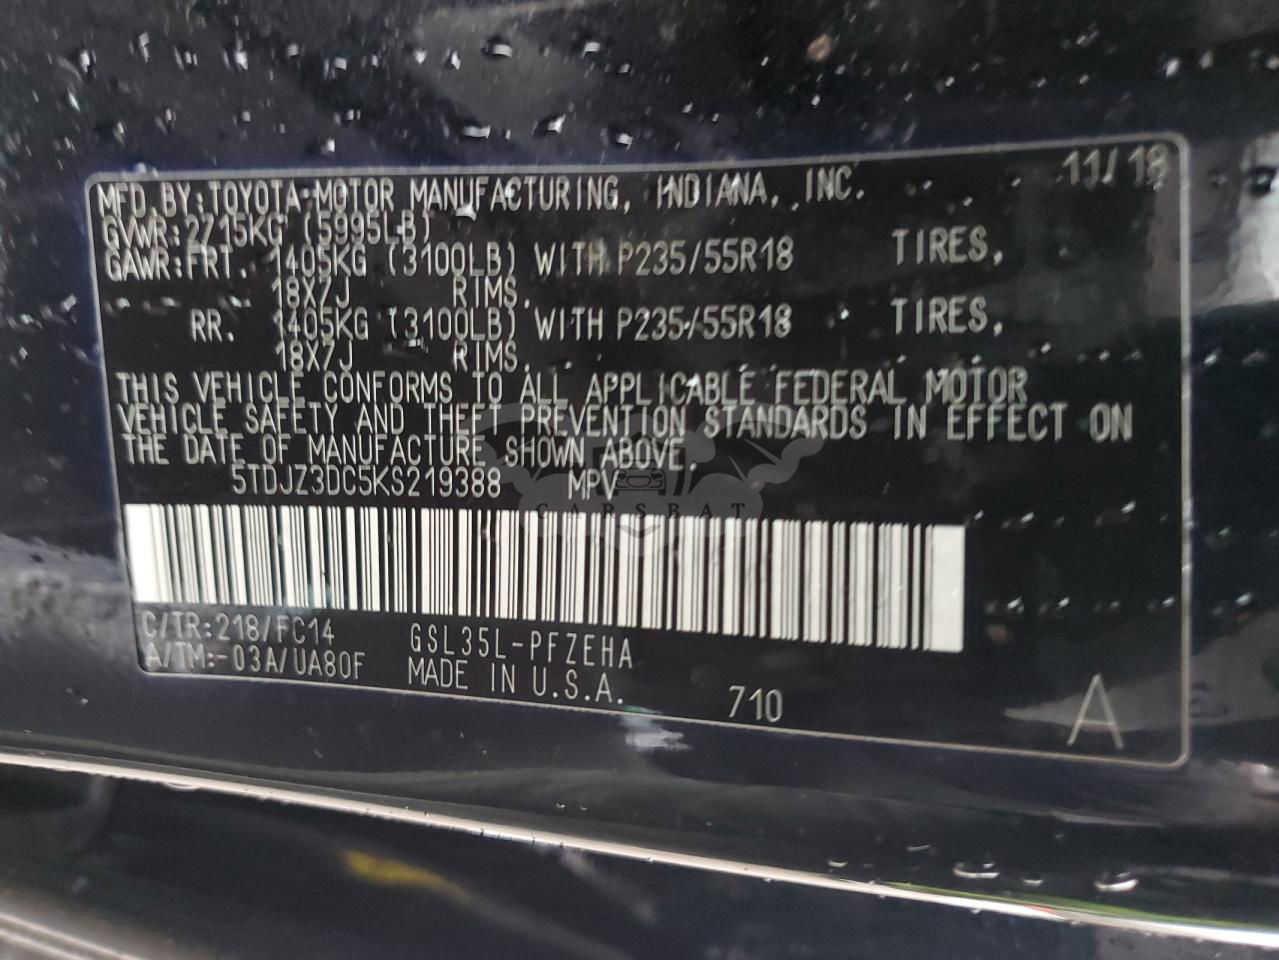 11/18
MFD.BY:TOYOTA MOTOR MANUFACTURING, INDIANA, INC.
GVWR:2715KG (5995LB)
GAWR:FRT. 1405KG (3100LB) WITH P235/55R18 TIRES,
18X7J RIMS.
RR. 1405KG (3100LB) WITH P235/55R18 TIRES,
18X7J RIMS.
THIS VEHICLE CONFORMS TO ALL APPLICABLE FEDERAL MOTOR
VEHICLE SAFETY AND THEFT PREVENTION STANDARDS IN EFFECT ON
THE DATE OF MANUFACTURE SHOWN ABOVE.
5TDJZ3DC5KS219388 MPV
CARSBAT
C/TR:218/FC14 GSL35L-PFZEHA
A/TM:-03A/UA80F MADE IN U.S.A. 710
A